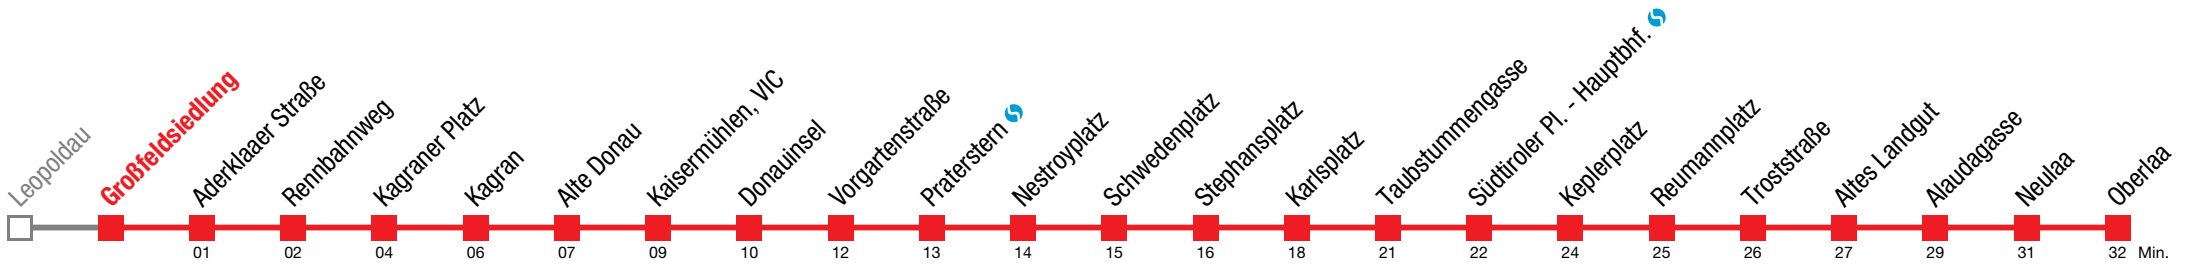 Leopoldau
Großfeldsiedlung
Aderklaaer Straße
Rennbahnweg
Kagraner Platz
Kagran
Alte Donau
Kaisermühlen, VIC
Donauinsel
Vorgartenstraße
Praterstern
Nestroyplatz
Schwedenplatz
Stephansplatz
Karlsplatz
Taubstummengasse
Südtiroler Pl. - Hauptbhf.
Keplerplatz
Reumannplatz
Troststraße
Altes Landgut
Alaudagasse
Neulaa
Oberlaa
01 02 04 06 07 09 10 12 13 14 15 16 18 21 22 24 25 26 27 29 31 32 Min.